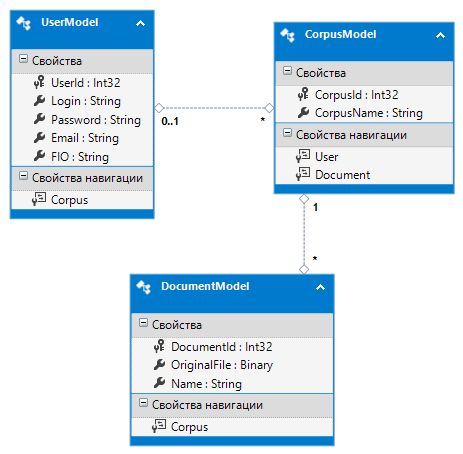 UserModel
Свойства
UserId : Int32
Login : String
Password : String
Email : String
FIO : String
Свойства навигации
Corpus
0..1
*
CorpusModel
Свойства
CorpusId : Int32
CorpusName : String
Свойства навигации
User
Document
1
*
DocumentModel
Свойства
DocumentId : Int32
OriginalFile : Binary
Name : String
Свойства навигации
Corpus